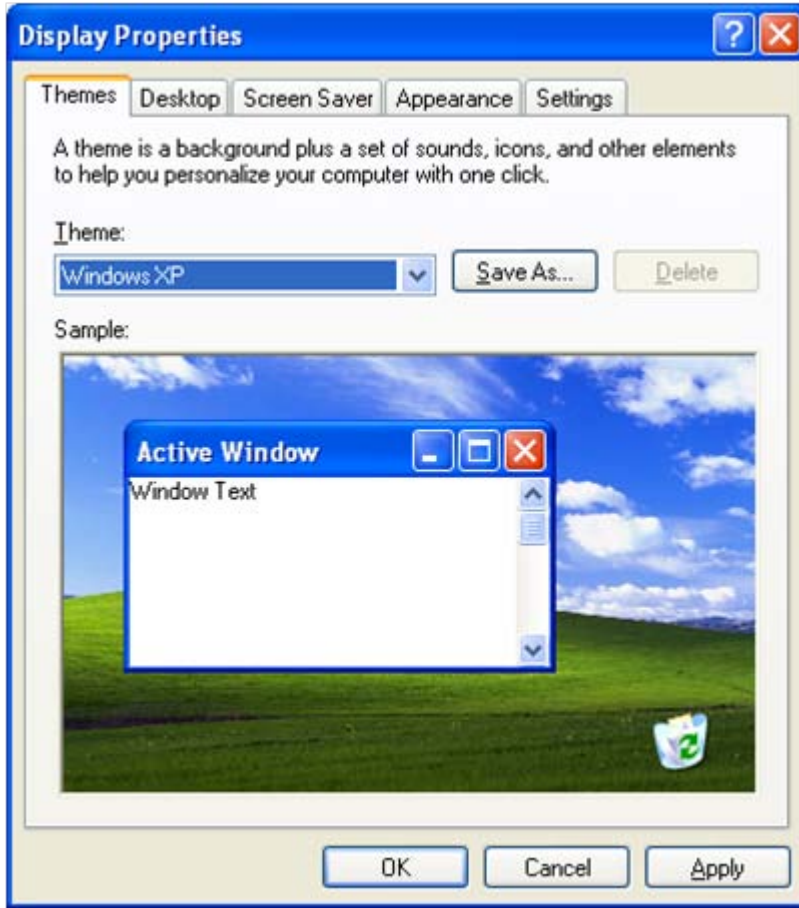 Display Properties
Themes Desktop Screen Saver Appearance Settings
A theme is a background plus a set of sounds, icons, and other elements
to help you personalize your computer with one click.
Theme:
Windows XP Save As... Delete
Sample:
Active Window
Window Text
OK Cancel Apply